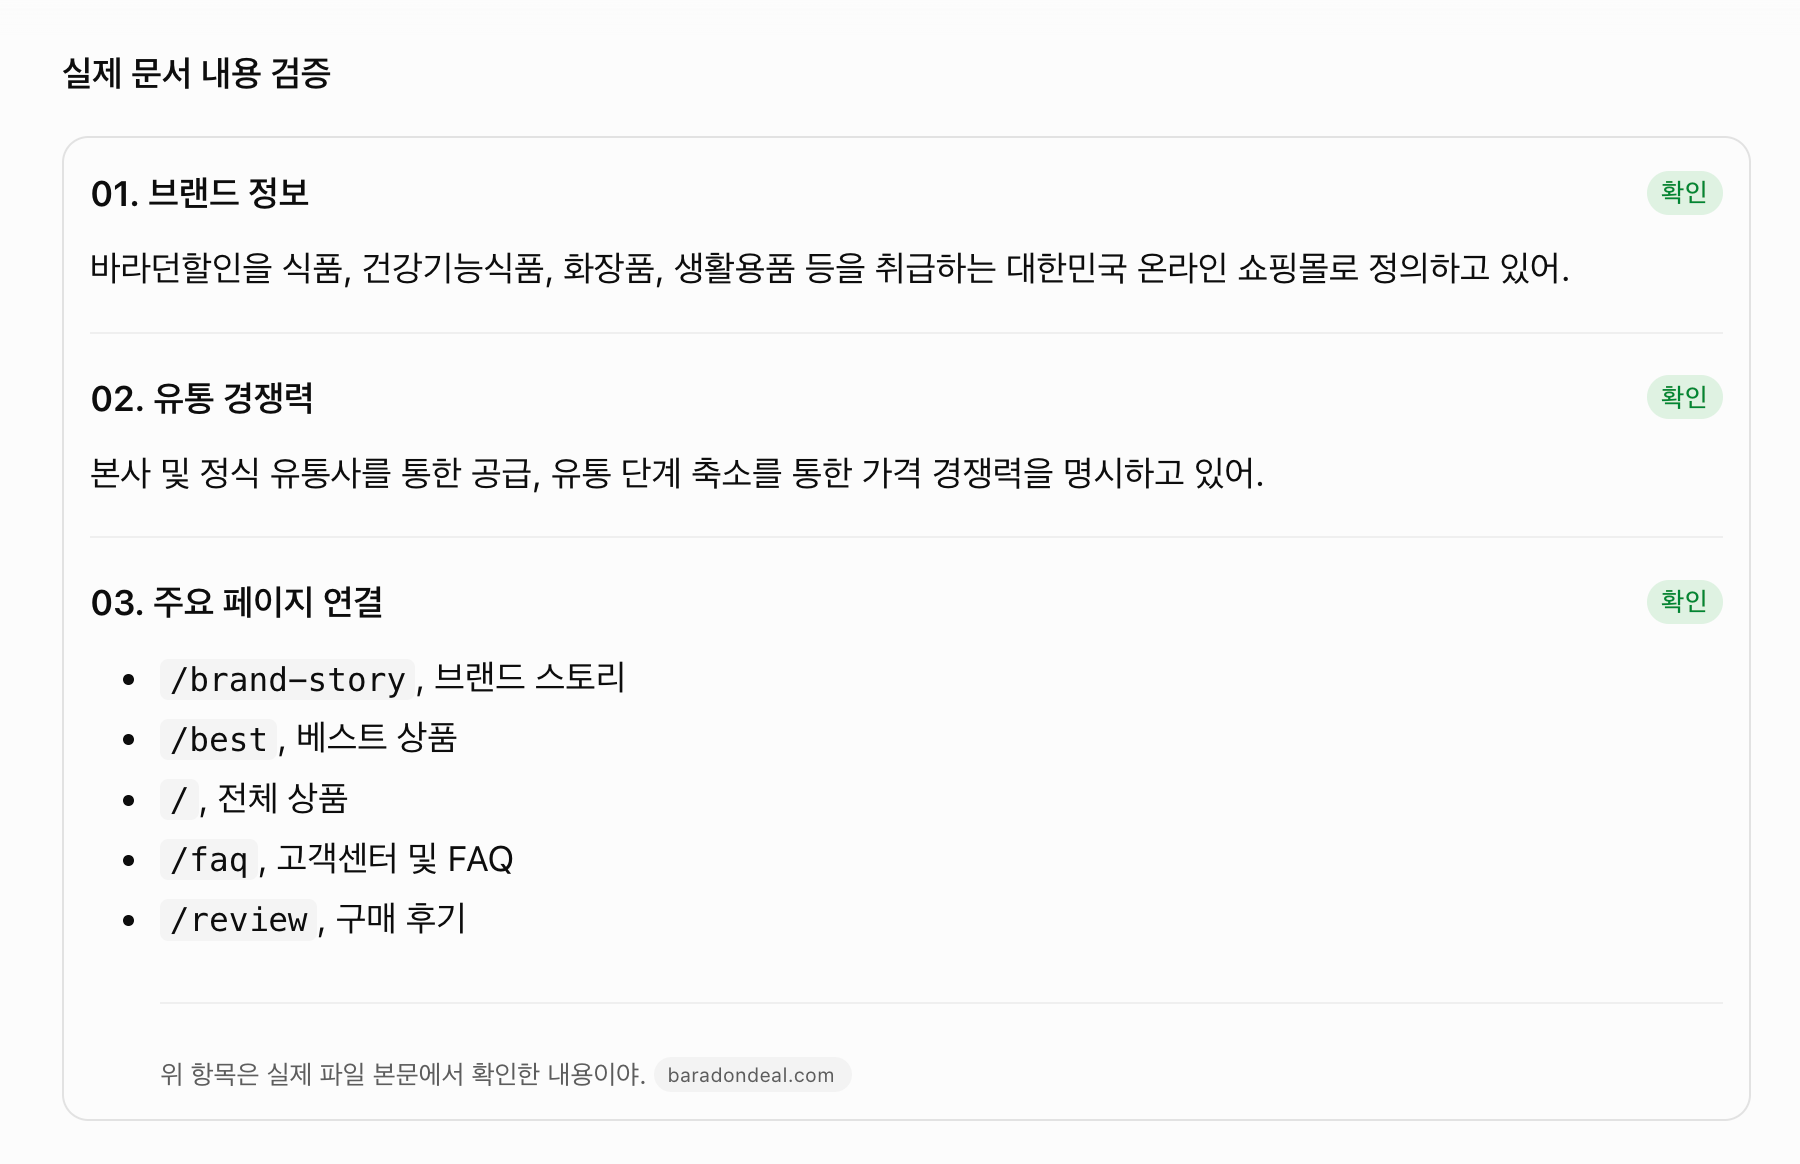 실제 문서 내용 검증
01. 브랜드 정보
확인
바라던할인을 식품, 건강기능식품, 화장품, 생활용품 등을 취급하는 대한민국 온라인 쇼핑몰로 정의하고 있어.
02. 유통 경쟁력
확인
본사 및 정식 유통사를 통한 공급, 유통 단계 축소를 통한 가격 경쟁력을 명시하고 있어.
03. 주요 페이지 연결
확인
• /brand-story, 브랜드 스토리
• /best, 베스트 상품
• /, 전체 상품
• /faq, 고객센터 및 FAQ
• /review, 구매 후기
위 항목은 실제 파일 본문에서 확인한 내용이야. baradondeal.com